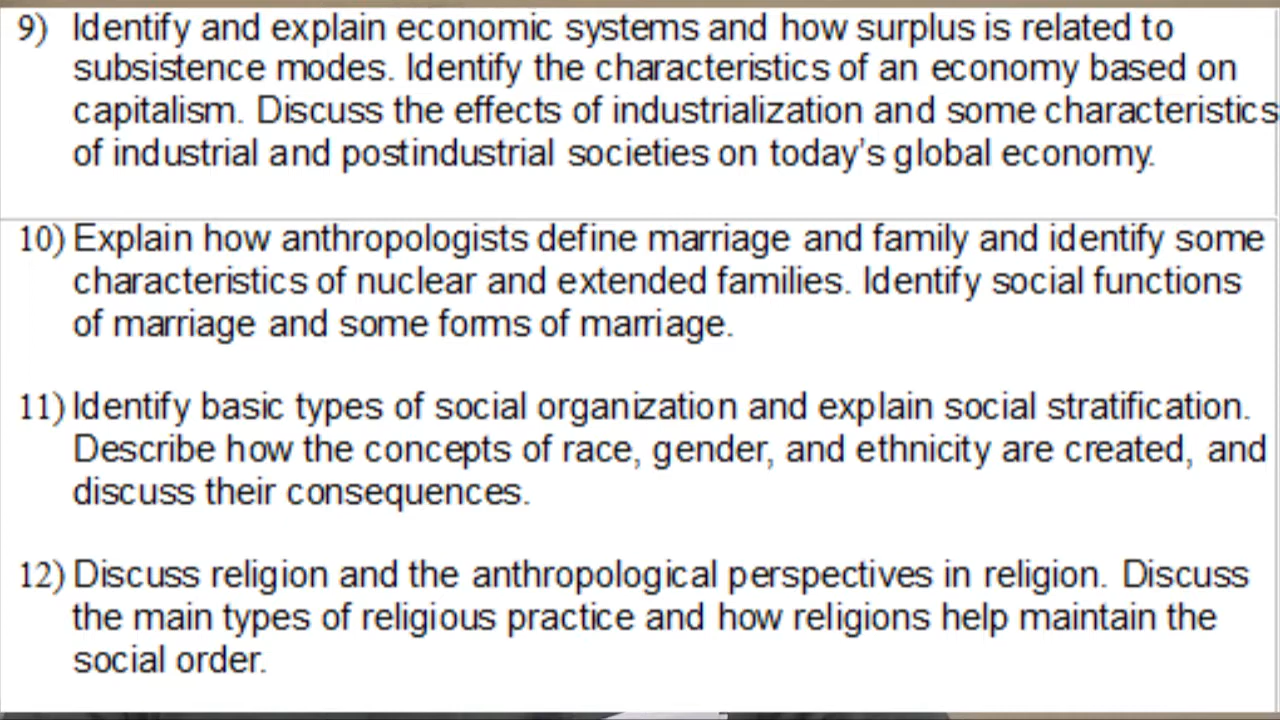 9) Identify and explain economic systems and how surplus is related to
subsistence modes. Identify the characteristics of an economy based on
capitalism. Discuss the effects of industrialization and some characteristics
of industrial and postindustrial societies on today's global economy.
10) Explain how anthropologists define marriage and family and identify some
characteristics of nuclear and extended families. Identify social functions
of marriage and some forms of marriage.
11) Identify basic types of social organization and explain social stratification.
Describe how the concepts of race, gender, and ethnicity are created, and
discuss their consequences.
12) Discuss religion and the anthropological perspectives in religion. Discuss
the main types of religious practice and how religions help maintain the
social order.